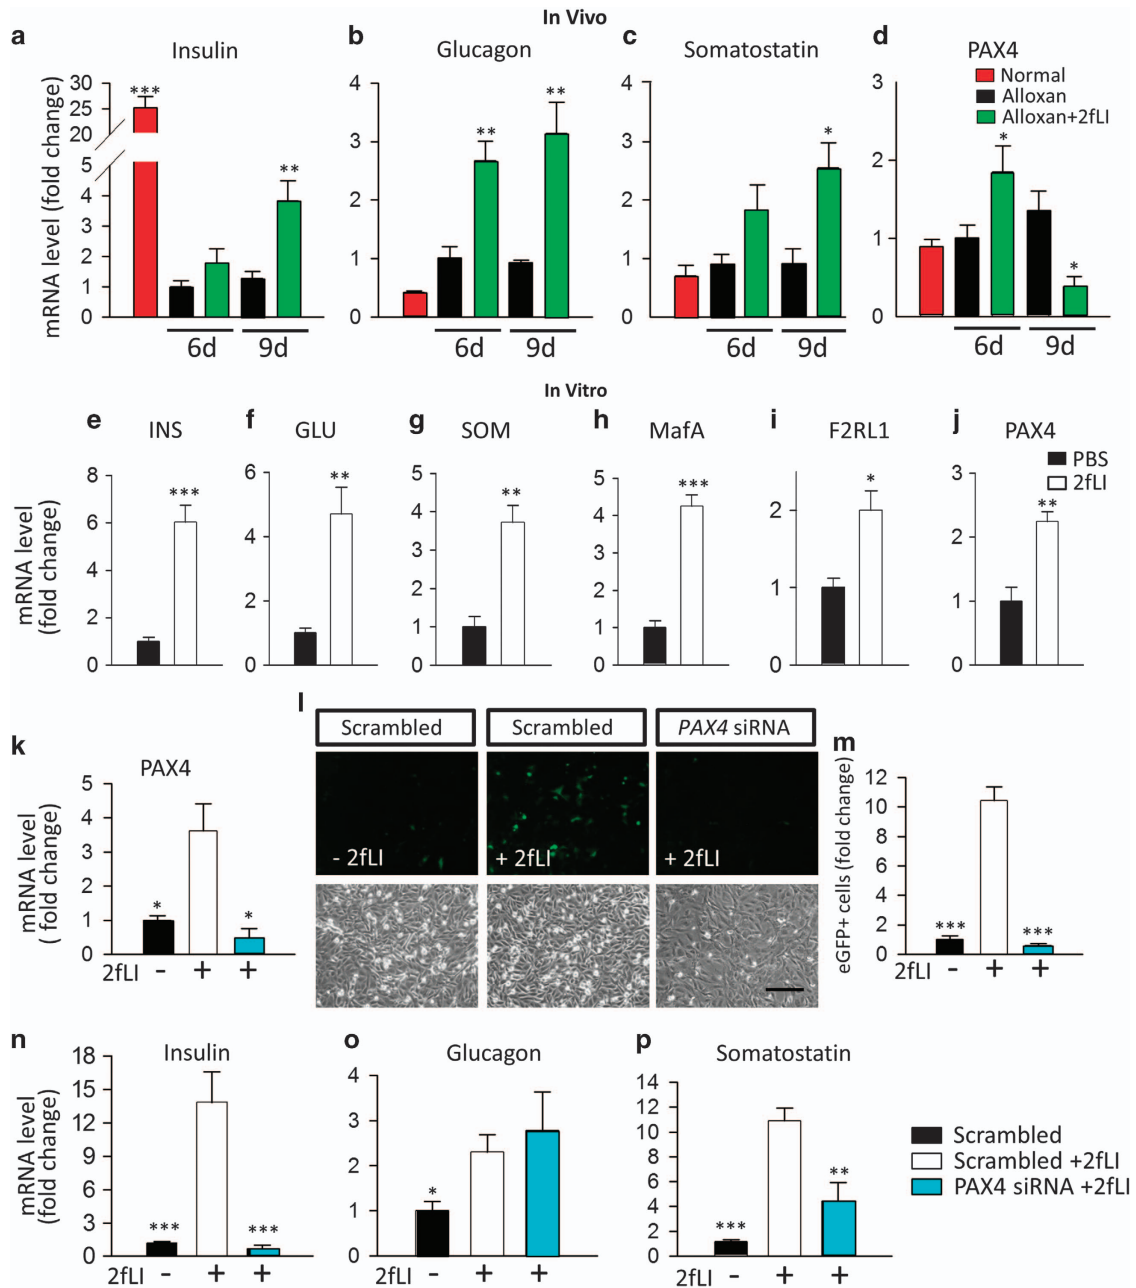 In Vivo
a Insulin
b Glucagon
c Somatostatin
d PAX4
Normal
Alloxan
Alloxan+2fLI
mRNA level (fold change)
30
25
20
5
4
3
2
1
0
***
**
6d 9d
4
3
2
1
0
**
**
6d 9d
4
3
2
1
0
*
6d 9d
3
2
1
0
*
*
6d 9d
In Vitro
e INS
f GLU
g SOM
h MafA
i F2RL1
j PAX4
PBS
2fLI
mRNA level
(fold change)
8
6
4
2
0
***
6
4
2
0
**
5
4
3
2
1
0
**
5
4
3
2
1
0
***
2
1
0
*
3
2
1
0
**
k PAX4
mRNA level
( fold change)
5
4
3
2
1
0
*
*
2fLI - + +
l
Scrambled Scrambled PAX4 siRNA
- 2fLI + 2fLI + 2fLI
m
eGFP+ cells (fold change)
12
10
8
6
4
2
0
***
***
2fLI - + +
n Insulin
mRNA level
(fold change)
18
15
12
9
6
3
0
***
***
2fLI - + +
o Glucagon
4
3
2
1
0
*
2fLI - + +
p Somatostatin
14
12
10
8
6
4
2
0
***
**
2fLI - + +
Scrambled
Scrambled +2fLI
PAX4 siRNA +2fLI